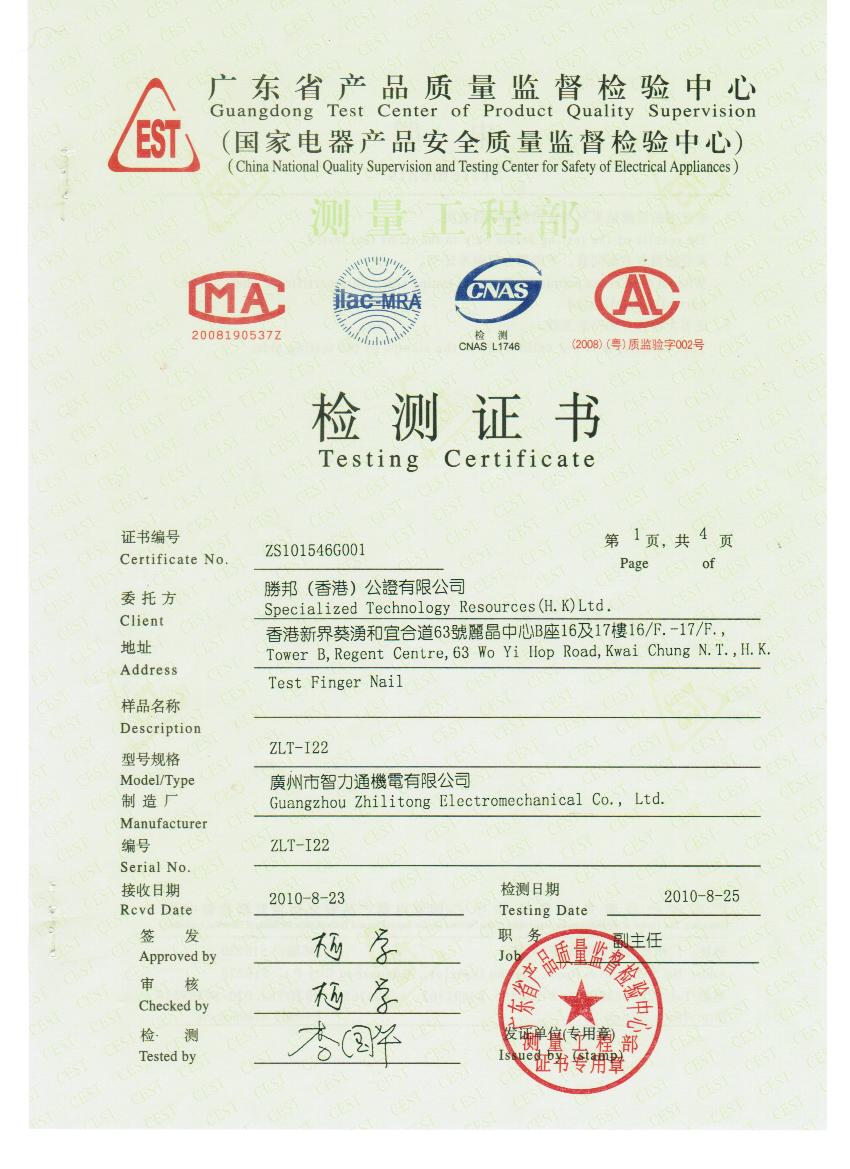 EST
广东省产品质量监督检验中心
Guangdong Test Center of Product Quality Supervision
(国家电器产品安全质量监督检验中心)
(China National Quality Supervision and Testing Center for Safety of Electrical Appliances)
测量工程部
MA
2008190537Z
ilac-MRA
CNAS
检 测
CNAS L1746
AL
(2008)(粤)质监验字002号
检测证书
Testing Certificate
证书编号
Certificate No. ZS101546G001
第 1 页, 共 4 页
Page of
委托方 勝邦（香港）公證有限公司
Client Specialized Technology Resources(H.K)Ltd.
地址 香港新界葵湧和宜合道63號麗晶中心B座16及17樓16/F.-17/F.,
Address Tower B,Regent Centre,63 Wo Yi Hop Road,Kwai Chung N.T.,H.K.
样品名称 Test Finger Nail
Description
型号规格 ZLT-I22
Model/Type
制造厂 廣州市智力通機電有限公司
Manufacturer Guangzhou Zhilitong Electromechanical Co., Ltd.
编号 ZLT-I22
Serial No.
接收日期 2010-8-23
Rcvd Date
检测日期 2010-8-25
Testing Date
签 发
Approved by
职 务 副主任
Job
审 核
Checked by
检 测
Tested by
发证单位(专用章)
Issued by (stamp)
广东省产品质量监督检验中心
测量工程部
证书专用章